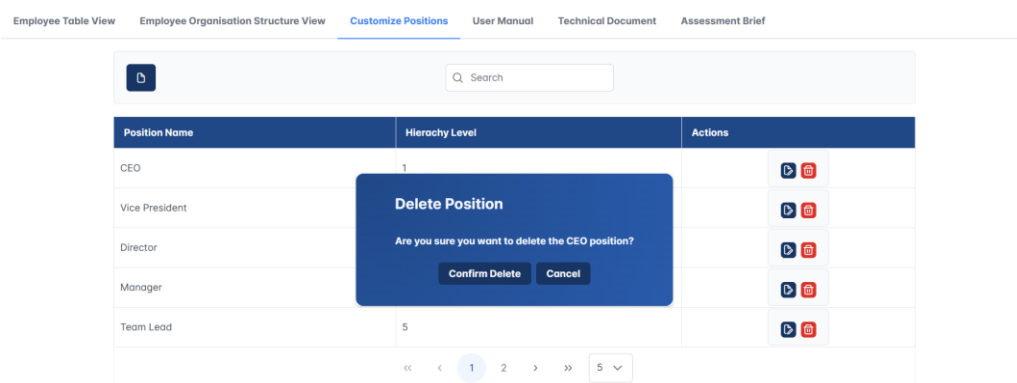 Employee Table View Employee Organisation Structure View Customize Positions User Manual Technical Document Assessment Brief
Search
Position Name Hierachy Level Actions
CEO 1
Vice President
Director
Manager
Team Lead 5
Delete Position
Are you sure you want to delete the CEO position?
Confirm Delete Cancel
« ‹ 1 2 › » 5